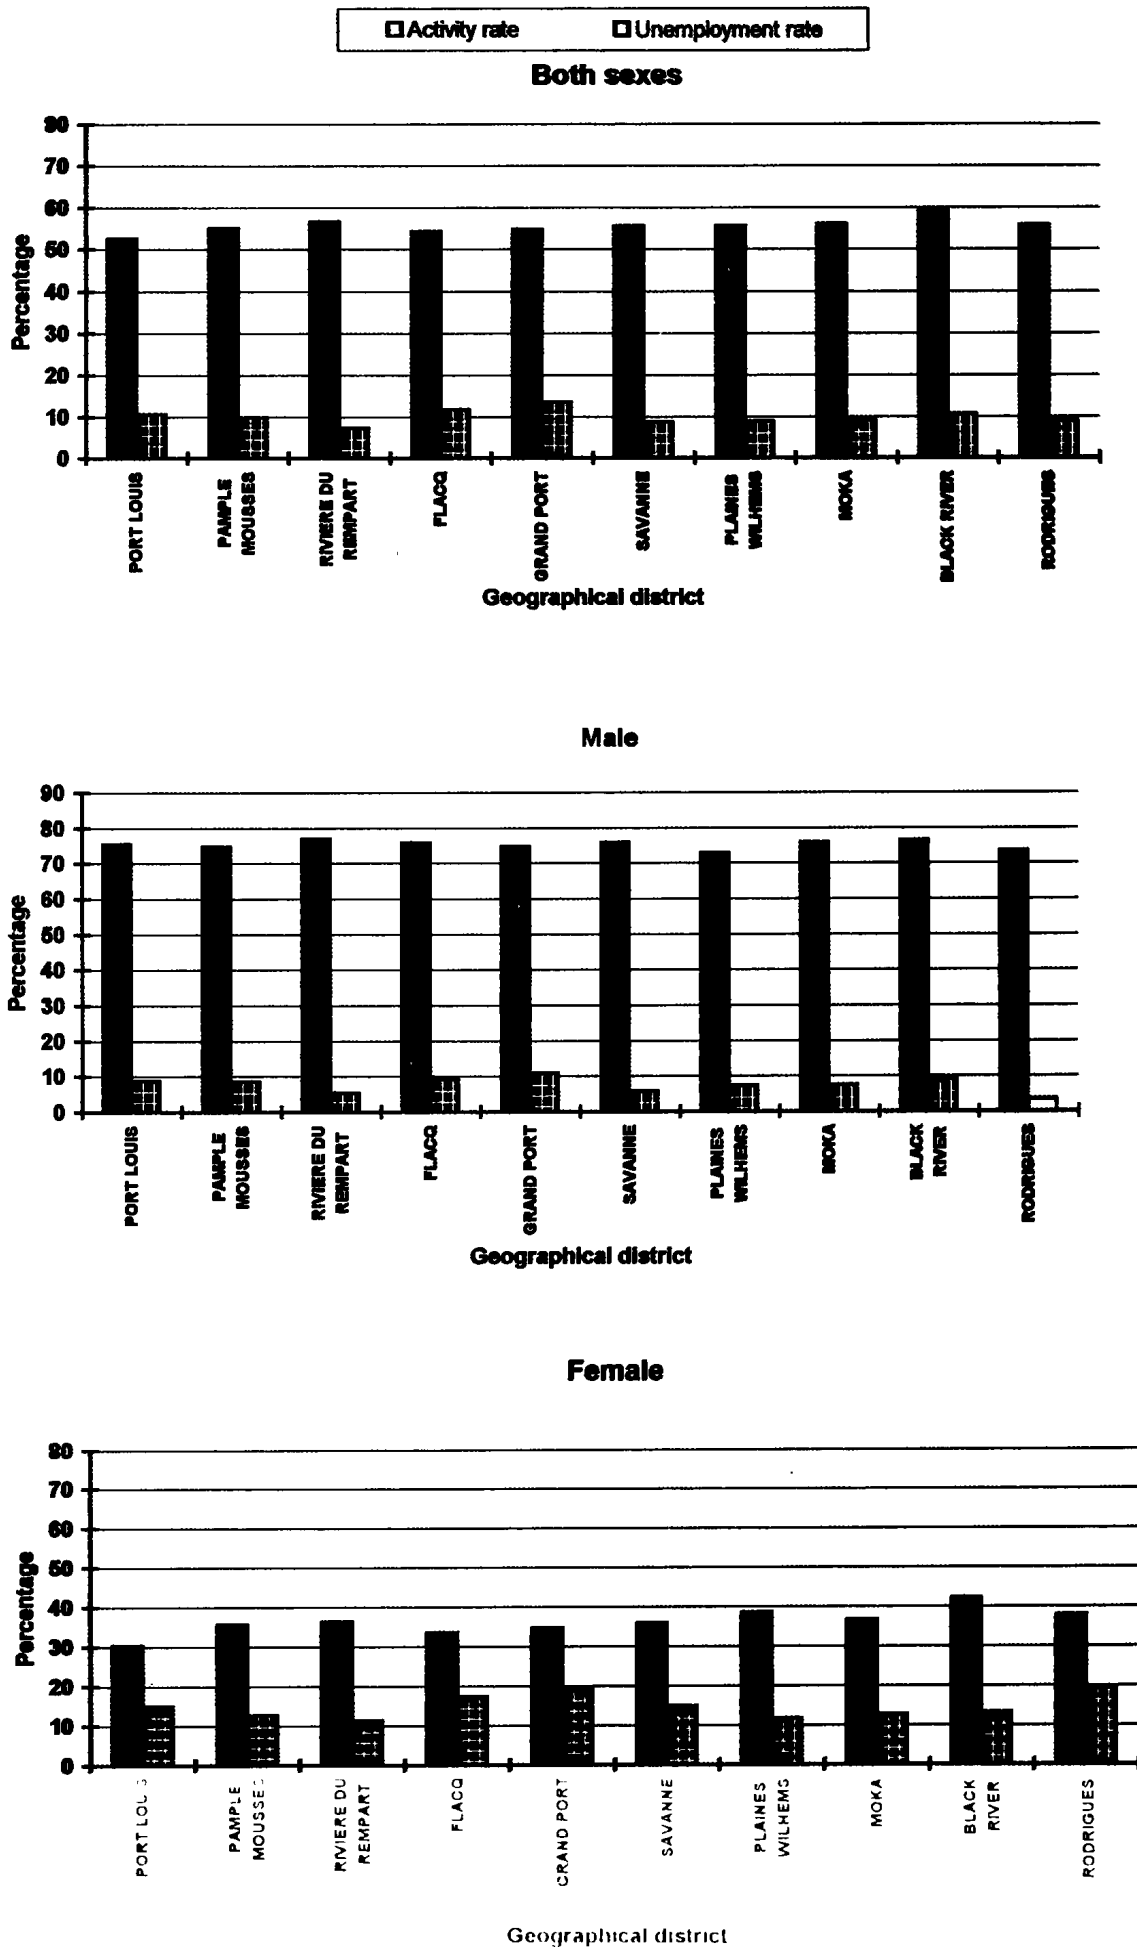 Activity rate Unemployment rate
Both sexes
80
70
60
50
40
30
20
10
0
Percentage
PORT LOUIS
PAMPLE
MOUSSES
RIVIERE DU
REMPART
FLACQ
GRAND PORT
SAVANNE
PLAINES
WILHEMS
MOKA
BLACK RIVER
RODRIGUES
Geographical district
Male
90
80
70
60
50
40
30
20
10
0
Percentage
PORT LOUIS
PAMPLE
MOUSSES
RIVIERE DU
REMPART
FLACQ
GRAND PORT
SAVANNE
PLAINES
WILHEMS
MOKA
BLACK
RIVER
RODRIGUES
Geographical district
Female
80
70
60
50
40
30
20
10
0
Percentage
PORT LOUIS
PAMPLE
MOUSSES
RIVIERE DU
REMPART
FLACQ
GRAND PORT
SAVANNE
PLAINES
WILHEMS
MOKA
BLACK
RIVER
RODRIGUES
Geographical district